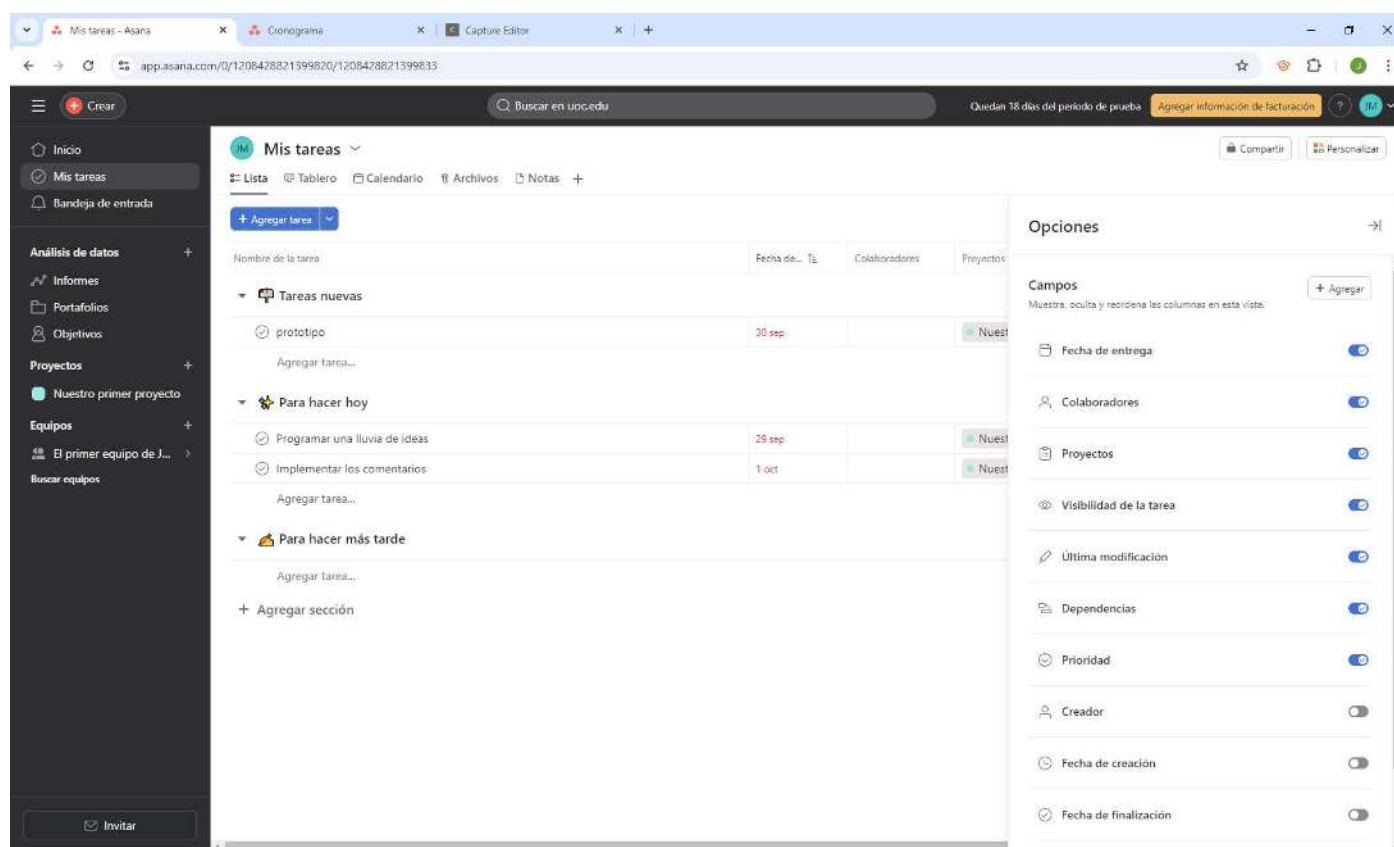 Mis tareas - Asana
Cronograma
Capture Editor
app.asana.com/0/1208428821399820/1208428821399833
J
Crear
Buscar en uoc.edu
Quedan 18 días del período de prueba
Agregar información de facturación
?
JM
Inicio
Mis tareas
Bandeja de entrada
Análisis de datos
Informes
Portafolios
Objetivos
Proyectos
Nuestro primer proyecto
Equipos
El primer equipo de J...
Buscar equipos
Invitar
JM
Mis tareas
Compartir
Personalizar
Lista
Tablero
Calendario
Archivos
Notas
+ Agregar tarea
Nombre de la tarea
Fecha de...
Colaboradores
Proyectos
Tareas nuevas
prototipo
30 sep
Nuest
Agregar tarea...
Para hacer hoy
Programar una lluvia de ideas
29 sep
Nuest
Implementar los comentarios
1 oct
Nuest
Agregar tarea...
Para hacer más tarde
Agregar tarea...
+ Agregar sección
Opciones
Campos
+ Agregar
Muestra, oculta y reordena las columnas en esta vista.
Fecha de entrega
Colaboradores
Proyectos
Visibilidad de la tarea
Última modificación
Dependencias
Prioridad
Creador
Fecha de creación
Fecha de finalización